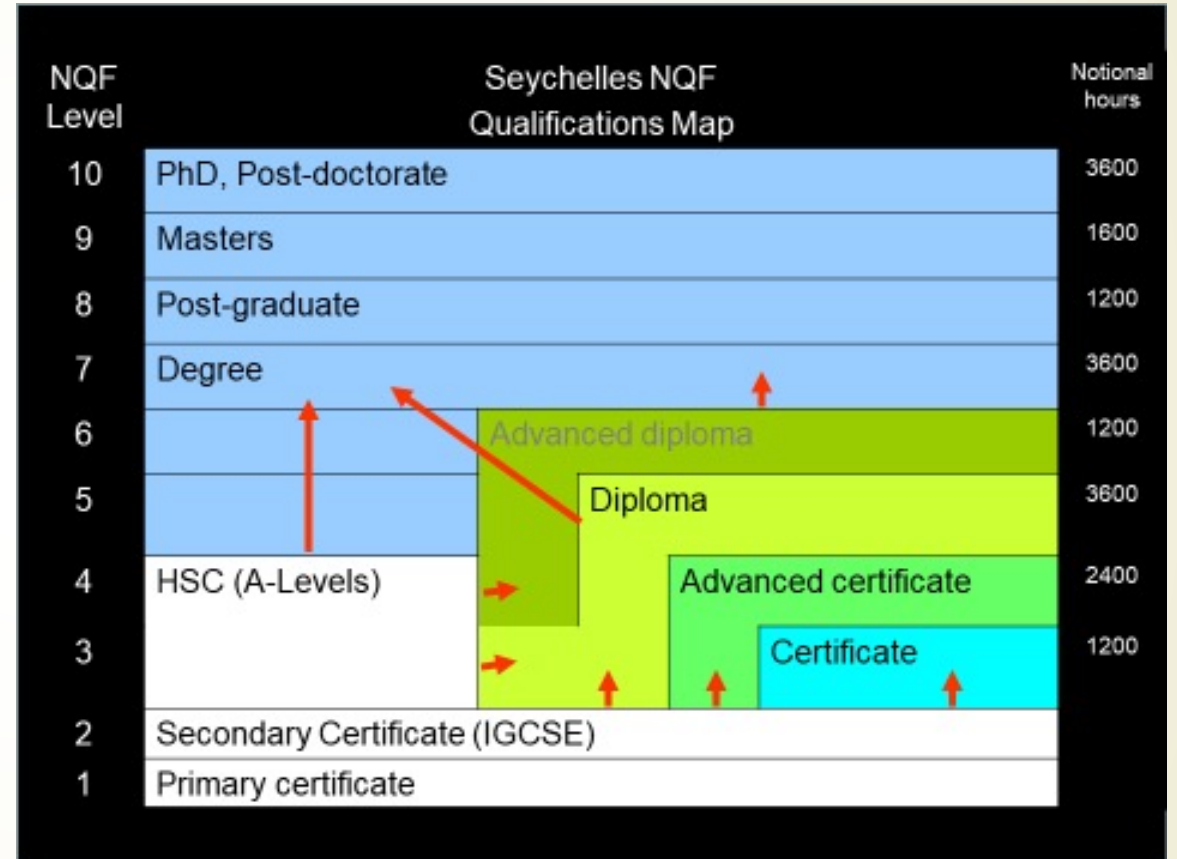 NQF
Level
Seychelles NQF
Qualifications Map
Notional
hours
10 PhD, Post-doctorate 3600
9 Masters 1600
8 Post-graduate 1200
7 Degree 3600
6 Advanced diploma 1200
5 Diploma 3600
4 HSC (A-Levels) Advanced certificate 2400
3 Certificate 1200
2 Secondary Certificate (IGCSE)
1 Primary certificate